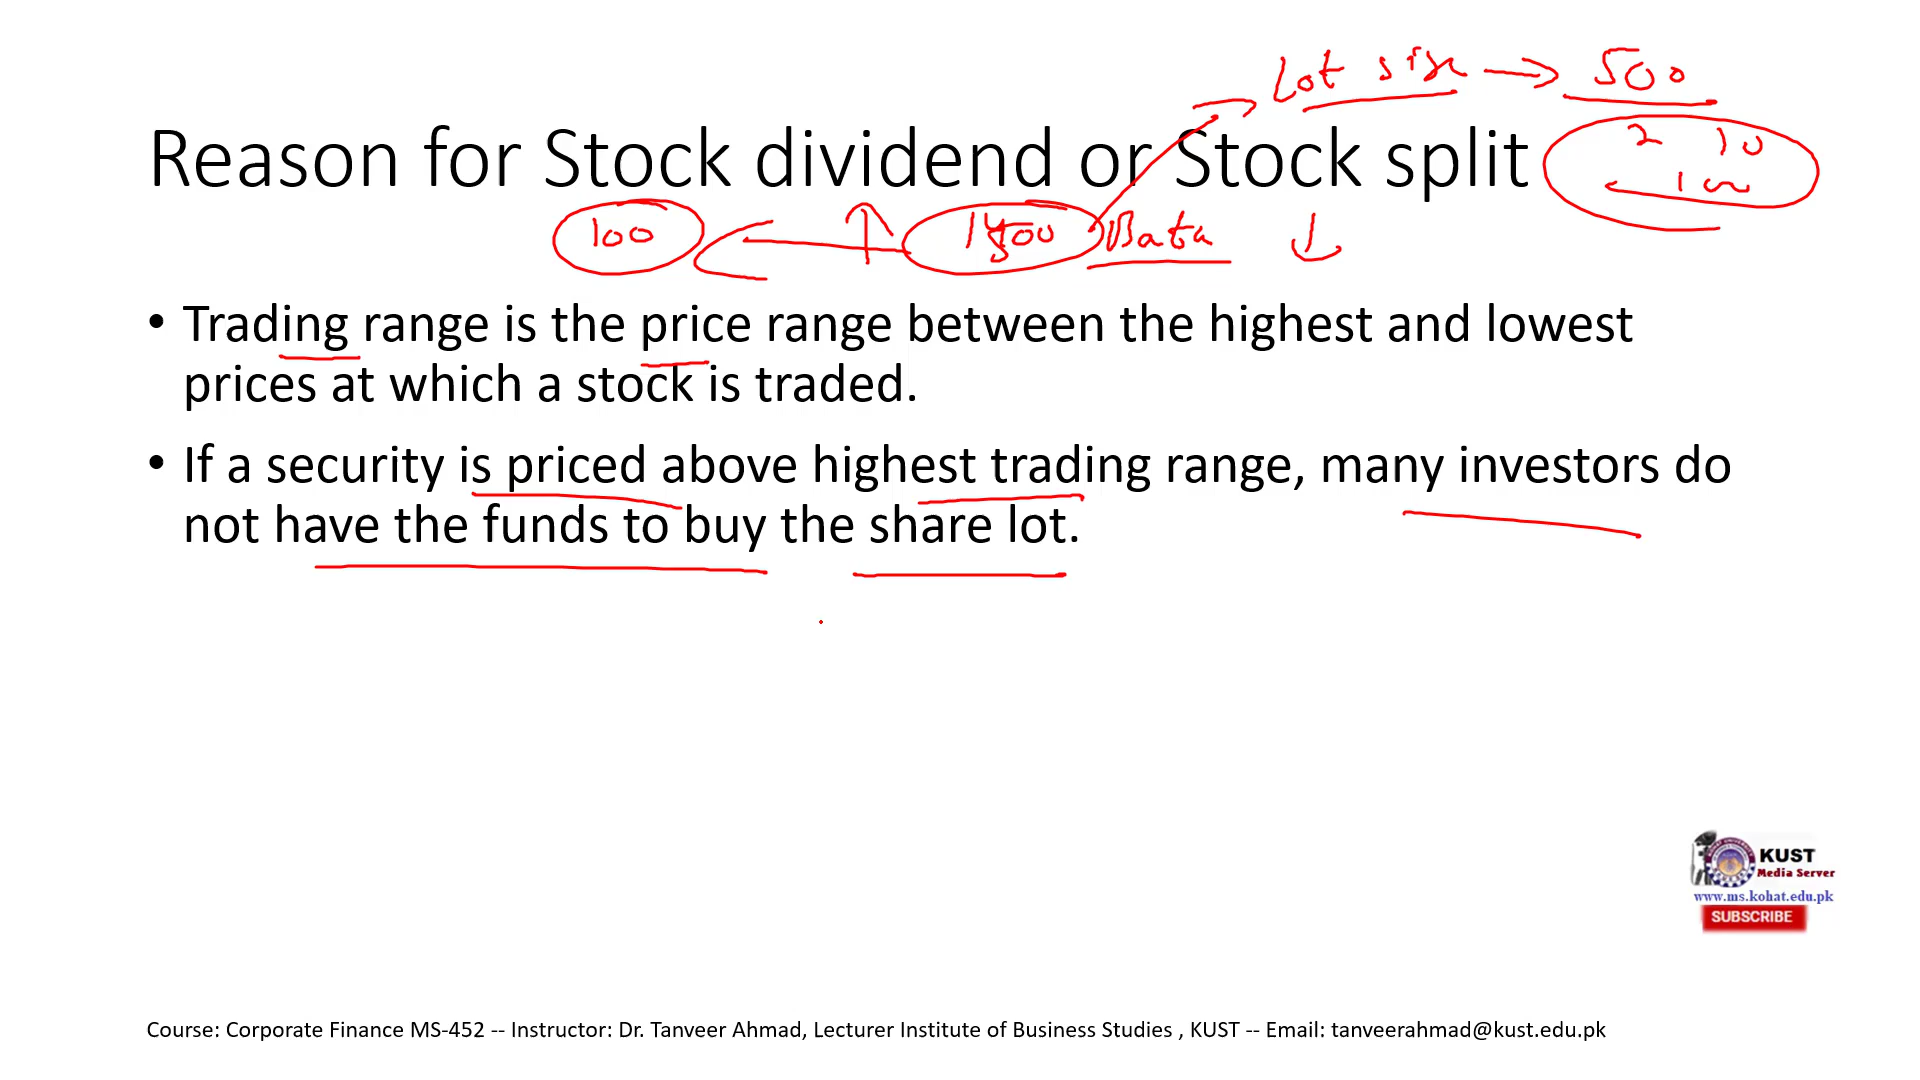 Lot size → 500
Reason for Stock dividend or Stock split
2 10
100
100
Bata
• Trading range is the price range between the highest and lowest
prices at which a stock is traded.
• If a security is priced above highest trading range, many investors do
not have the funds to buy the share lot.
KUST
Media Server
www.ms.kohat.edu.pk
SUBSCRIBE
Course: Corporate Finance MS-452 -- Instructor: Dr. Tanveer Ahmad, Lecturer Institute of Business Studies , KUST -- Email: tanveerahmad@kust.edu.pk